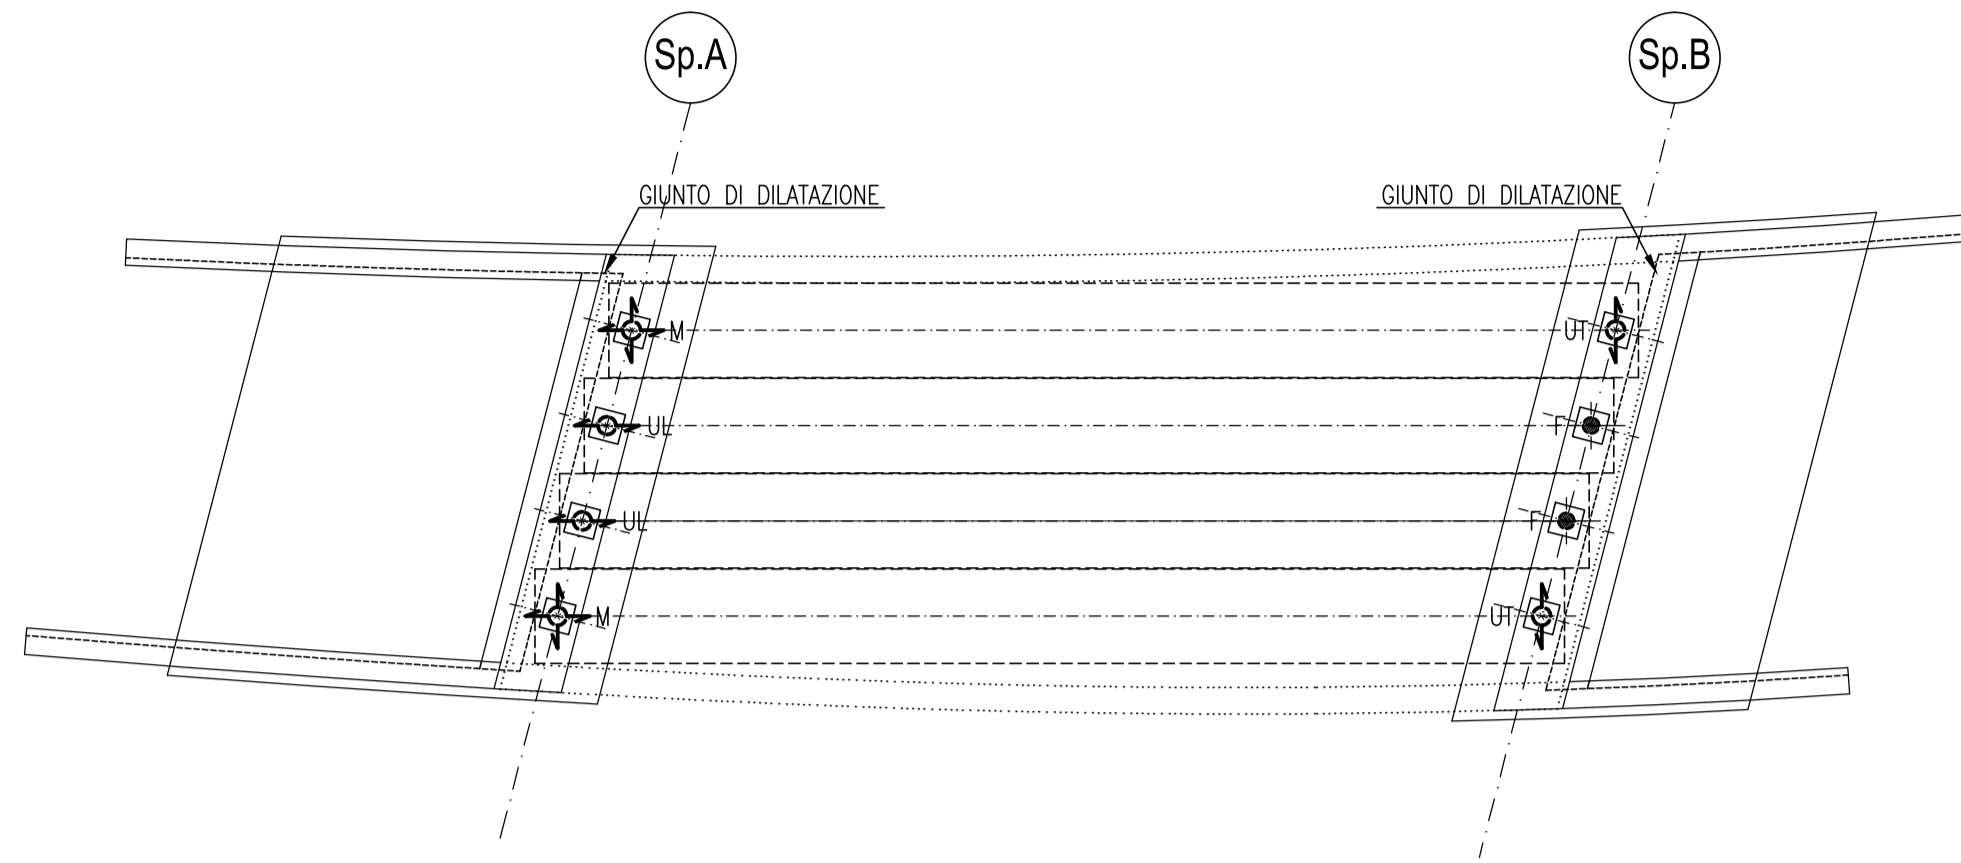 Sp.A
Sp.B
GIUNTO DI DILATAZIONE
GIUNTO DI DILATAZIONE
M
UT
UL
F
UL
F
M
UT